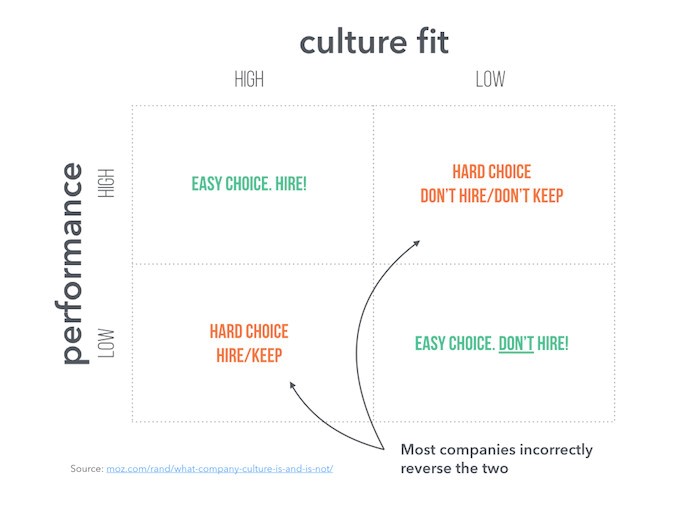 culture fit
HIGH
LOW
performance
HIGH
LOW
EASY CHOICE. HIRE!
HARD CHOICE
DON'T HIRE/DON'T KEEP
HARD CHOICE
HIRE/KEEP
EASY CHOICE. DON'T HIRE!
Most companies incorrectly
reverse the two
Source: moz.com/rand/what-company-culture-is-and-is-not/